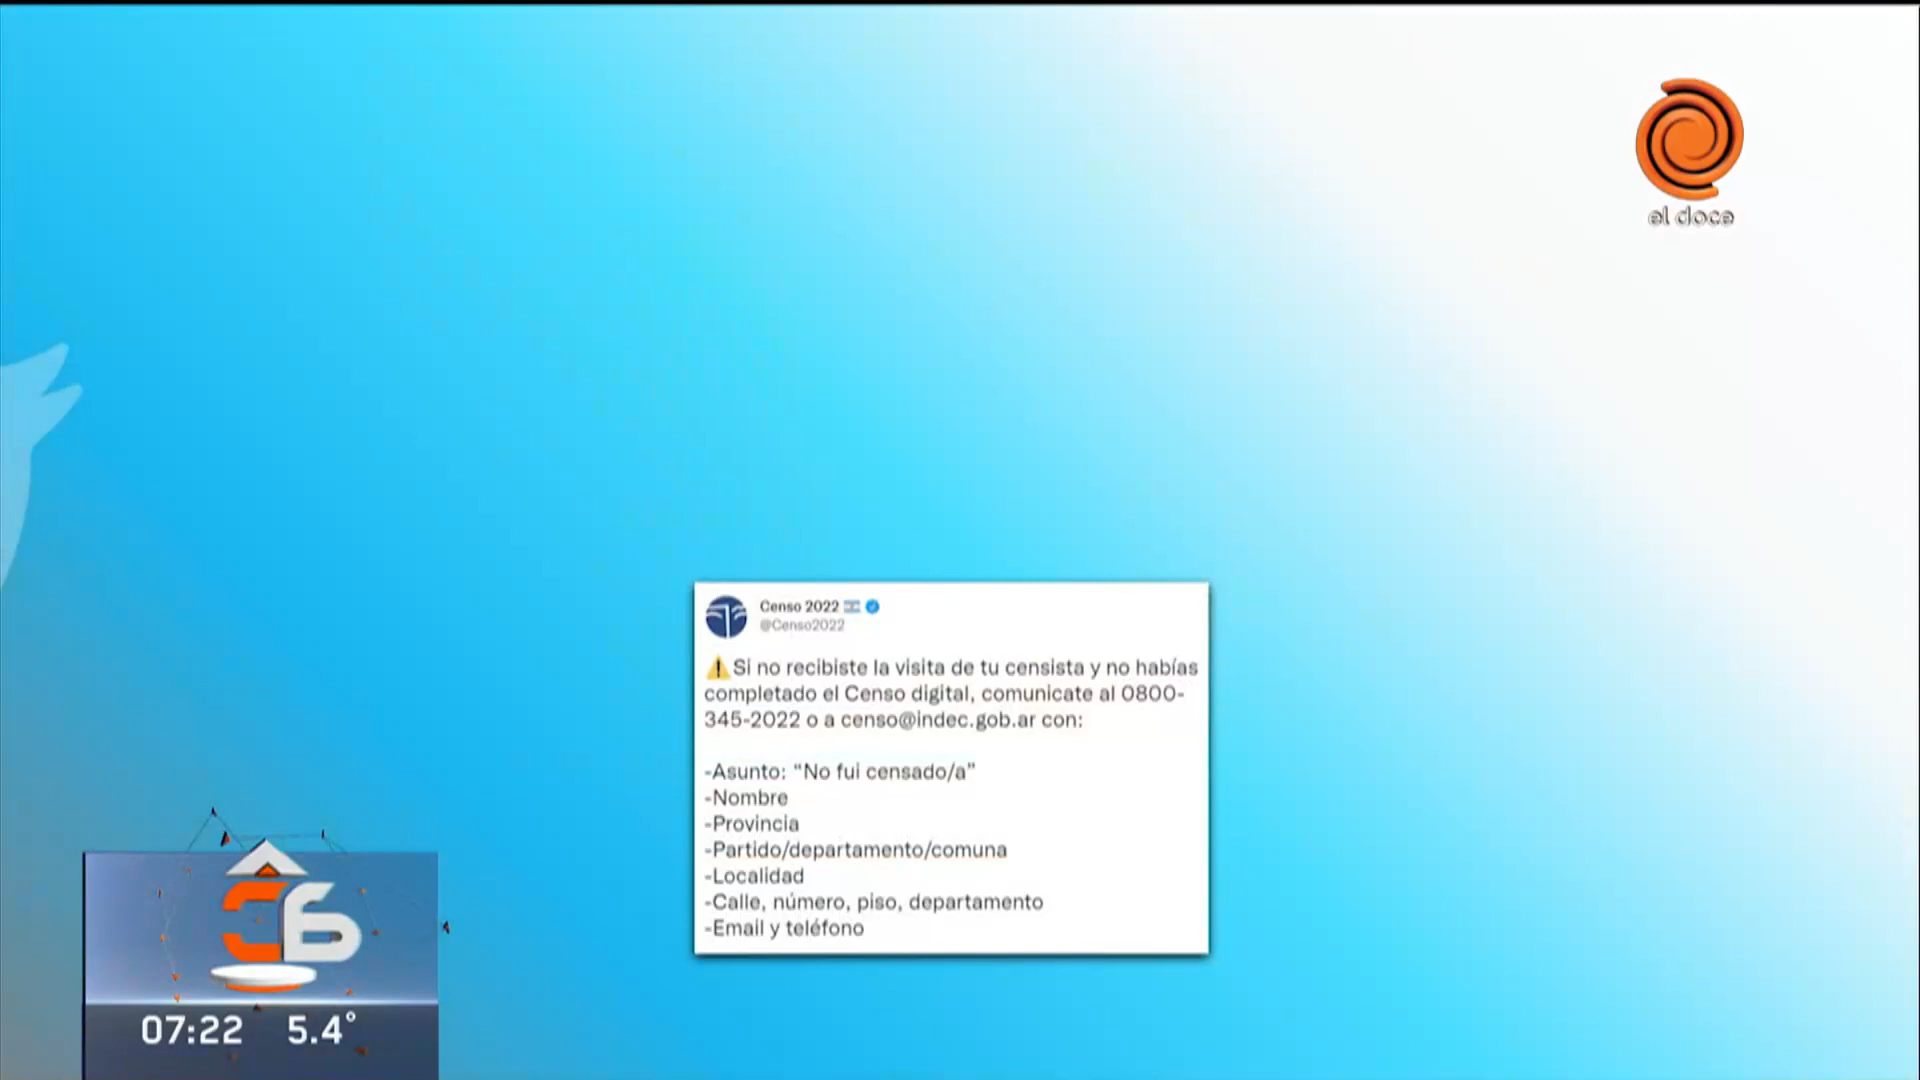 el doce
Censo 2022
@Censo2022
⚠️Si no recibiste la visita de tu censista y no habías
completado el Censo digital, comunicate al 0800-
345-2022 o a censo@indec.gob.ar con:
-Asunto: “No fui censado/a”
-Nombre
-Provincia
-Partido/departamento/comuna
-Localidad
-Calle, número, piso, departamento
-Email y teléfono
07:22 5.4°